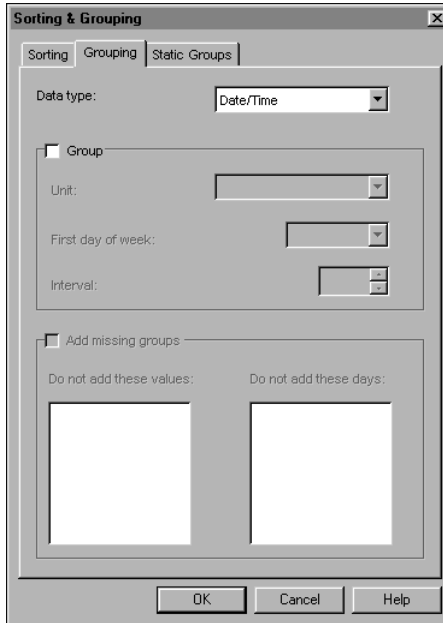 Sorting & Grouping
Sorting Grouping Static Groups
Data type: Date/Time
Group
Unit:
First day of week:
Interval:
Add missing groups
Do not add these values: Do not add these days:
OK Cancel Help